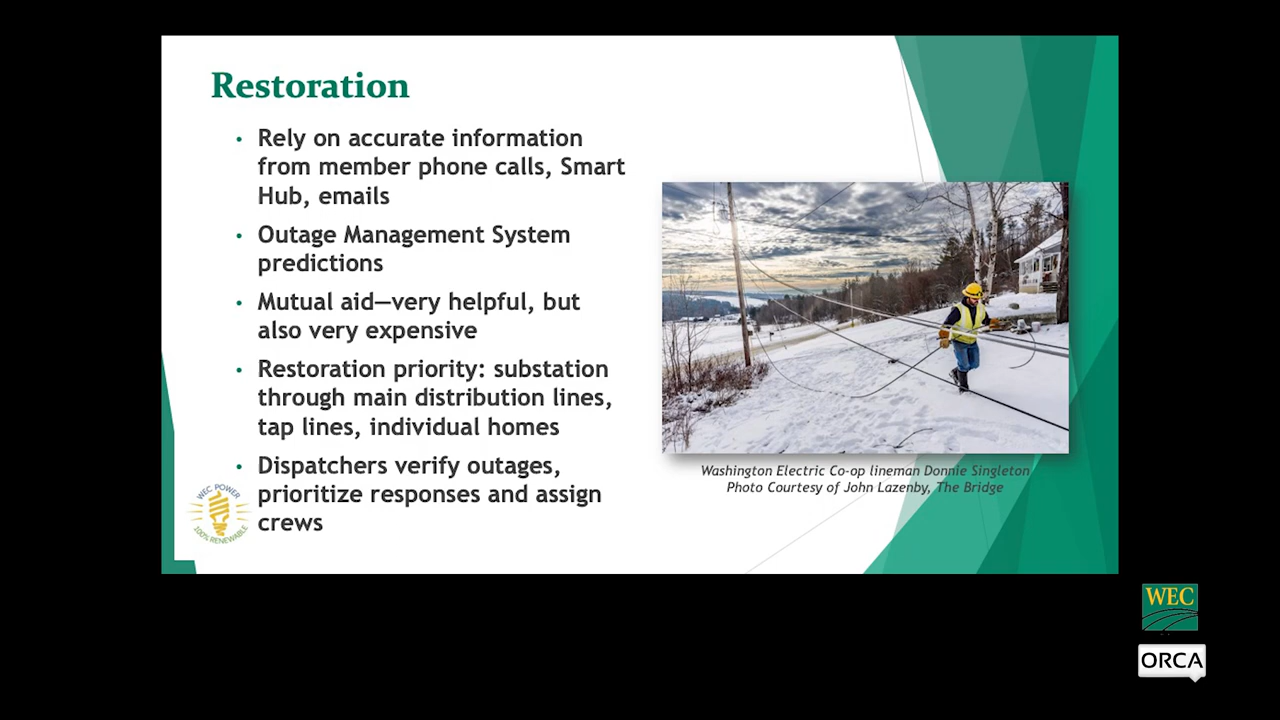 Restoration
Rely on accurate information
from member phone calls, Smart
Hub, emails
Outage Management System
predictions
Mutual aid—very helpful, but
also very expensive
Restoration priority: substation
through main distribution lines,
tap lines, individual homes
Dispatchers verify outages,
prioritize responses and assign
crews
WEC POWER
100% RENEWABLE
Washington Electric Co-op lineman Donnie Singleton
Photo Courtesy of John Lazenby, The Bridge
WEC
ORCA